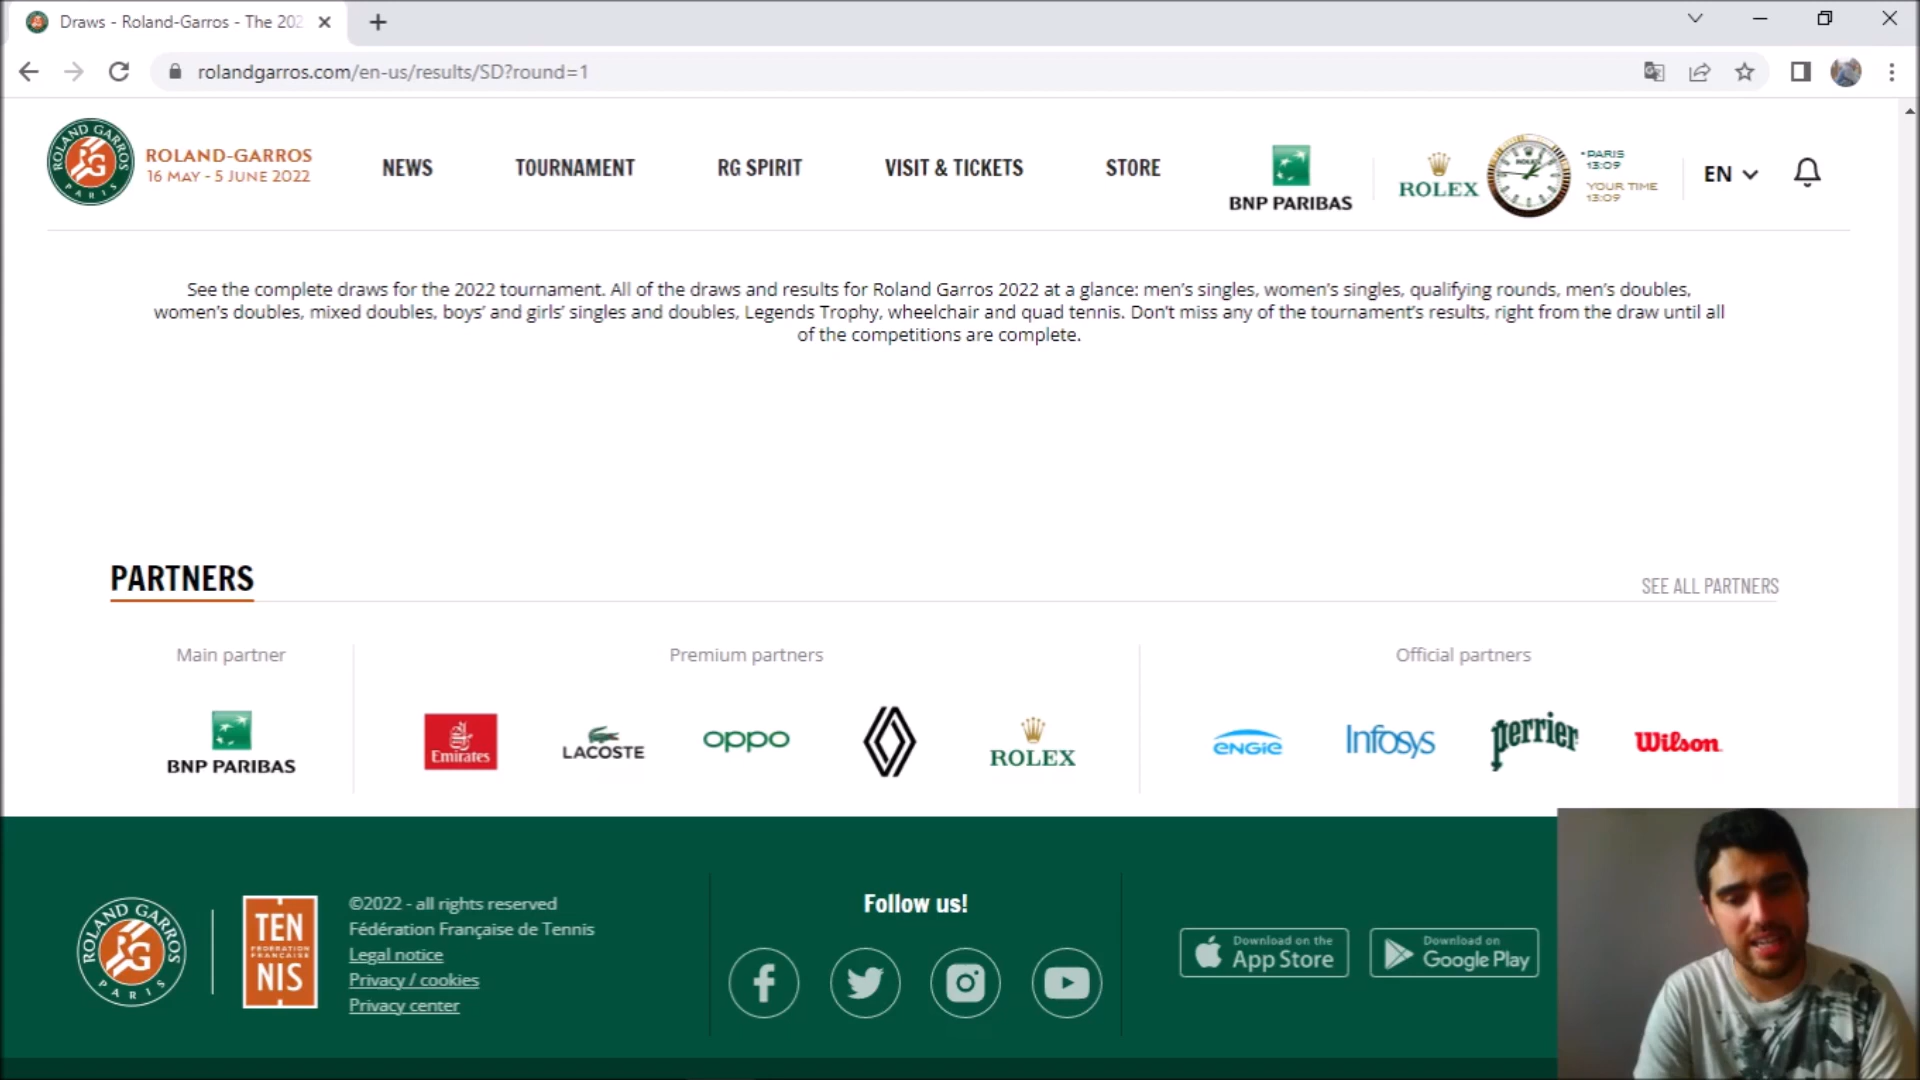 Draws - Roland-Garros - The 202
rolandgarros.com/en-us/results/SD?round=1
ROLAND GARROS
PARIS
ROLAND-GARROS
16 MAY - 5 JUNE 2022
NEWS
TOURNAMENT
RG SPIRIT
VISIT & TICKETS
STORE
BNP PARIBAS
ROLEX
PARIS
13:09
YOUR TIME
13:09
EN
See the complete draws for the 2022 tournament. All of the draws and results for Roland Garros 2022 at a glance: men's singles, women's singles, qualifying rounds, men's doubles,
women's doubles, mixed doubles, boys' and girls' singles and doubles, Legends Trophy, wheelchair and quad tennis. Don't miss any of the tournament's results, right from the draw until all
of the competitions are complete.
PARTNERS
SEE ALL PARTNERS
Main partner
Premium partners
Official partners
BNP PARIBAS
Emirates
LACOSTE
oppo
ROLEX
ENGIE
Infosys
perrier
Wilson
ROLAND GARROS
PARIS
TEN
FEDERATION
FRANÇAISE
NIS
©2022 - all rights reserved
Fédération Française de Tennis
Legal notice
Privacy / cookies
Privacy center
Follow us!
Download on the
App Store
Download on
Google Play